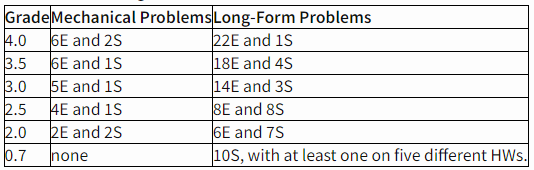 Grade Mechanical Problems Long-Form Problems
4.0 6E and 2S 22E and 1S
3.5 6E and 1S 18E and 4S
3.0 5E and 1S 14E and 3S
2.5 4E and 1S 8E and 8S
2.0 2E and 2S 6E and 7S
0.7 none 10S, with at least one on five different HWs.